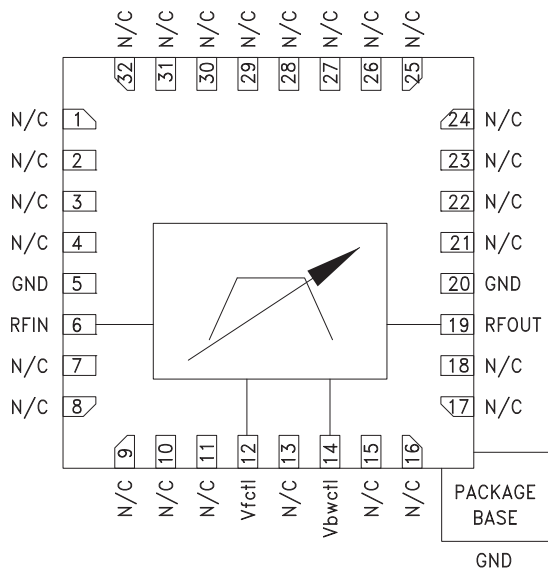 N/C N/C N/C N/C N/C N/C N/C N/C
32 31 30 29 28 27 26 25
N/C 1
N/C 2
N/C 3
N/C 4
GND 5
RFIN 6
N/C 7
N/C 8
24 N/C
23 N/C
22 N/C
21 N/C
20 GND
19 RFOUT
18 N/C
17 N/C
9 10 11 12 13 14 15 16
N/C N/C N/C Vfctl N/C Vbwctl N/C N/C
PACKAGE
BASE
GND